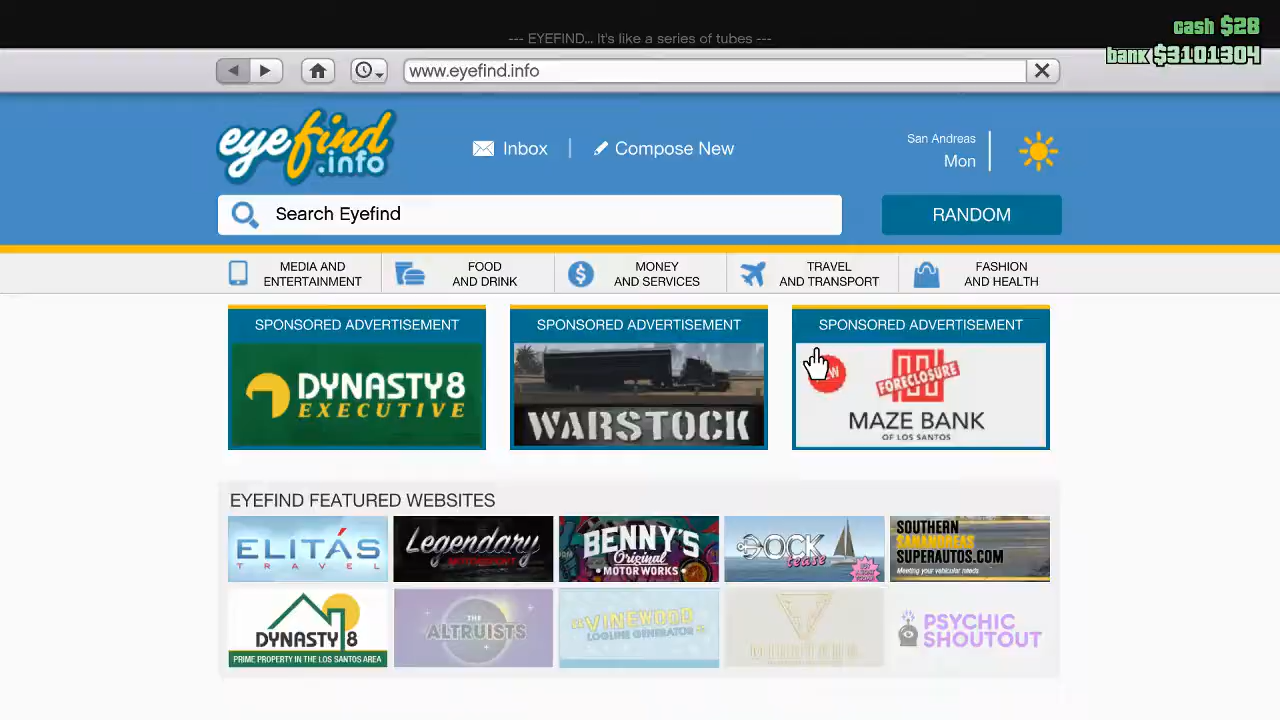 cash $28
--- EYEFIND... It's like a series of tubes ---
bank $3101304
www.eyefind.info
eyefind
.info
Inbox
Compose New
San Andreas
Mon
Search Eyefind
RANDOM
MEDIA AND
ENTERTAINMENT
FOOD
AND DRINK
MONEY
AND SERVICES
TRAVEL
AND TRANSPORT
FASHION
AND HEALTH
SPONSORED ADVERTISEMENT
DYNASTY 8
EXECUTIVE
SPONSORED ADVERTISEMENT
WARSTOCK
SPONSORED ADVERTISEMENT
FORECLOSURE
MAZE BANK
OF LOS SANTOS
EYEFIND FEATURED WEBSITES
ELITÁS
TRAVEL
Legendary
MOTORSPORT
BENNY'S
Original
•MOTOR WORKS•
DOCK
tease
SOUTHERN
SAN ANDREAS
SUPERAUTOS.COM
Meeting your vehicular needs
DYNASTY 8
PRIME PROPERTY IN THE LOS SANTOS AREA
THE
ALTRUISTS
VINEWOOD
LOGLINE GENERATOR
PSYCHIC
SHOUTOUT